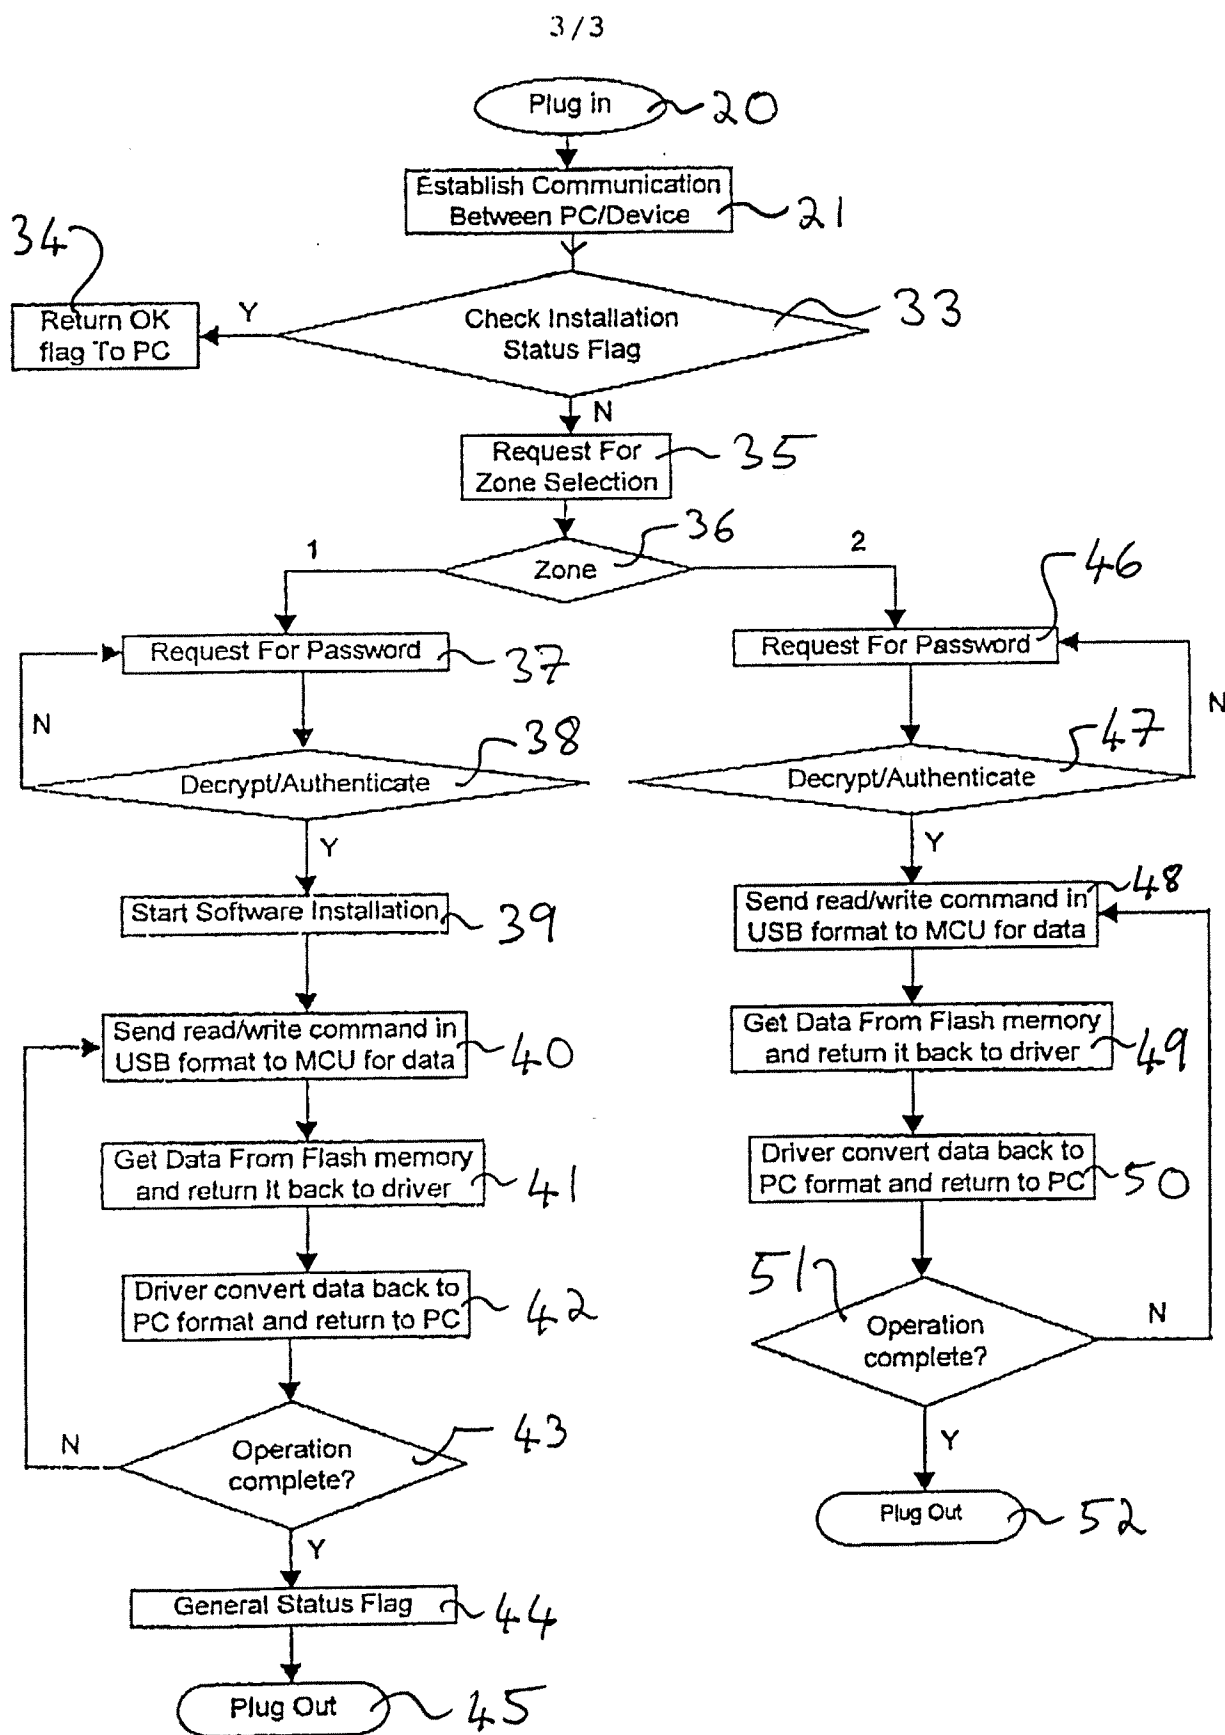 3/3
Plug in
20
Establish Communication
Between PC/Device
21
34
Return OK
flag To PC
Y
Check Installation
Status Flag
33
N
Request For
Zone Selection
35
36
1
Zone
2
46
Request For Password
37
Request For Password
N
N
38
Decrypt/Authenticate
47
Decrypt/Authenticate
Y
Y
Start Software Installation
39
Send read/write command in
USB format to MCU for data
48
Send read/write command in
USB format to MCU for data
40
Get Data From Flash memory
and return it back to driver
49
Get Data From Flash memory
and return It back to driver
41
Driver convert data back to
PC format and return to PC
50
Driver convert data back to
PC format and return to PC
42
51
Operation
complete?
N
N
Operation
complete?
43
Y
Plug Out
52
Y
General Status Flag
44
Plug Out
45